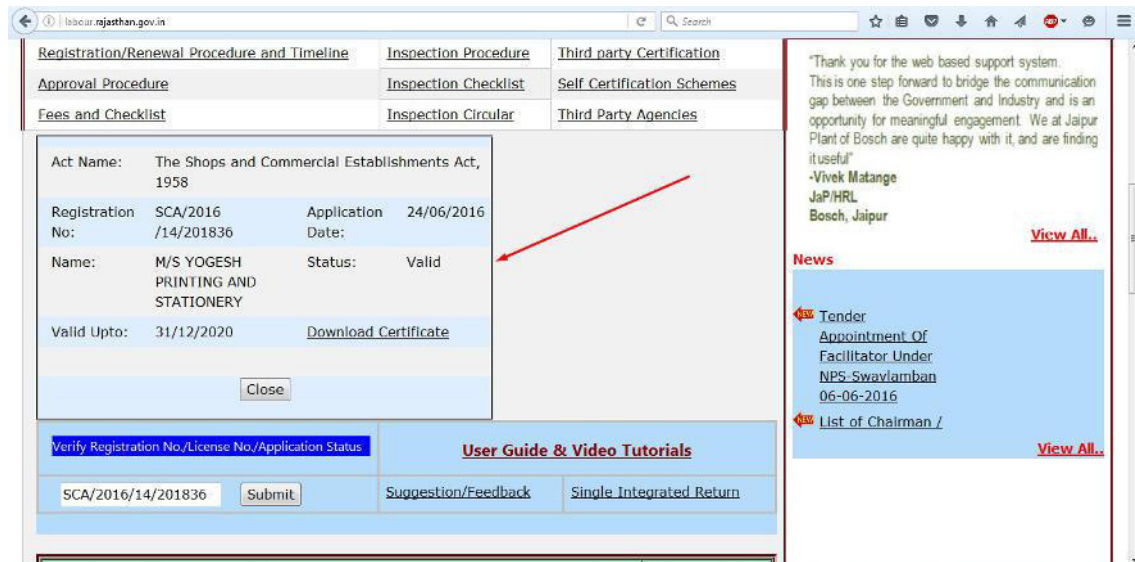 labour.rajasthan.gov.in
Search
Registration/Renewal Procedure and Timeline
Inspection Procedure
Third party Certification
Approval Procedure
Inspection Checklist
Self Certification Schemes
Fees and Checklist
Inspection Circular
Third Party Agencies
Act Name: The Shops and Commercial Establishments Act,
1958
Registration SCA/2016 Application 24/06/2016
No: /14/201836 Date:
Name: M/S YOGESH Status: Valid
PRINTING AND
STATIONERY
Valid Upto: 31/12/2020 Download Certificate
Close
Verify Registration No./License No./Application Status
User Guide & Video Tutorials
SCA/2016/14/201836 Submit
Suggestion/Feedback
Single Integrated Return
"Thank you for the web based support system.
This is one step forward to bridge the communication
gap between the Government and Industry and is an
opportunity for meaningful engagement. We at Jaipur
Plant of Bosch are quite happy with it, and are finding
it useful"
-Vivek Matange
JaP/HRL
Bosch, Jaipur
View All..
News
NEW Tender
Appointment Of
Facilitator Under
NPS-Swavlamban
06-06-2016
NEW List of Chairman /
View All..